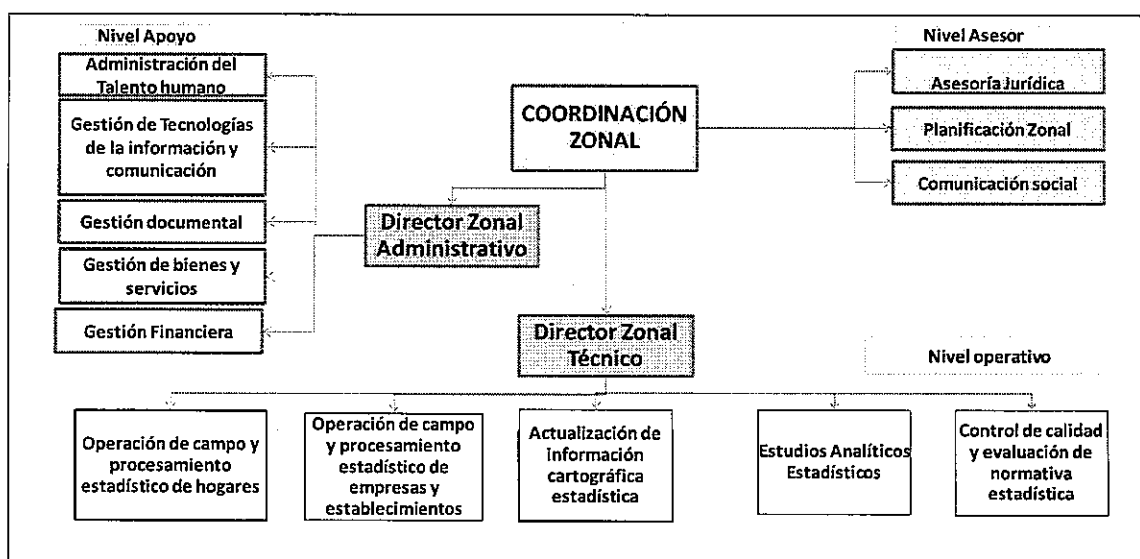 Nivel Apoyo
Administración del
Talento humano
Gestión de Tecnologías
de la información y
comunicación
Gestión documental
Gestión de bienes y
servicios
Gestión Financiera
COORDINACIÓN
ZONAL
Nivel Asesor
Asesoría Jurídica
Planificación Zonal
Comunicación social
Director Zonal
Administrativo
Director Zonal
Técnico
Nivel operativo
Operación de campo y
procesamiento
estadístico de hogares
Operación de campo
y procesamiento
estadístico de
empresas y
establecimientos
Actualización de
información
cartográfica
estadística
Estudios Analíticos
Estadísticos
Control de calidad
y evaluación de
normativa
estadística